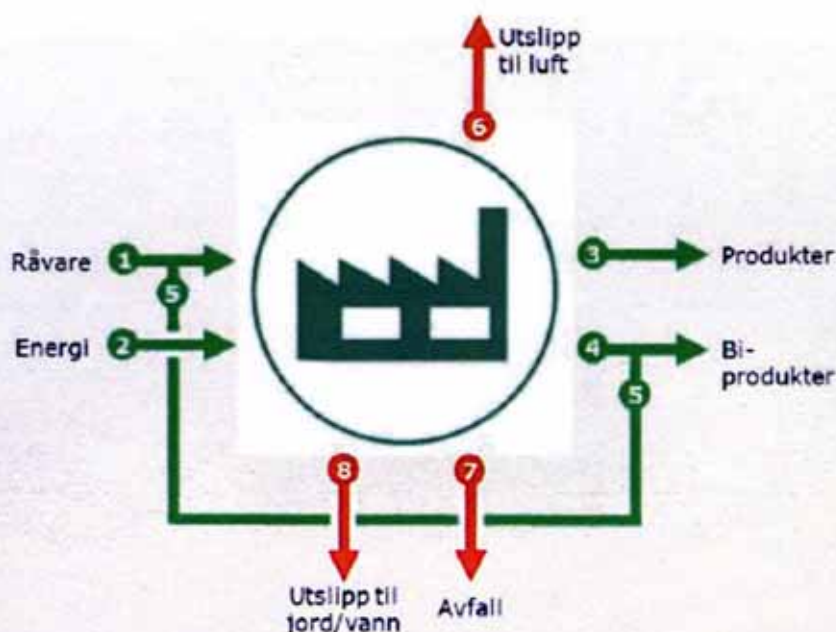 Utslipp
til luft
6
Råvare 1
5
Energi 2
3 Produkter
4 Bi-
produkter
5
8
7
Utslipp til
jord/vann
Avfall